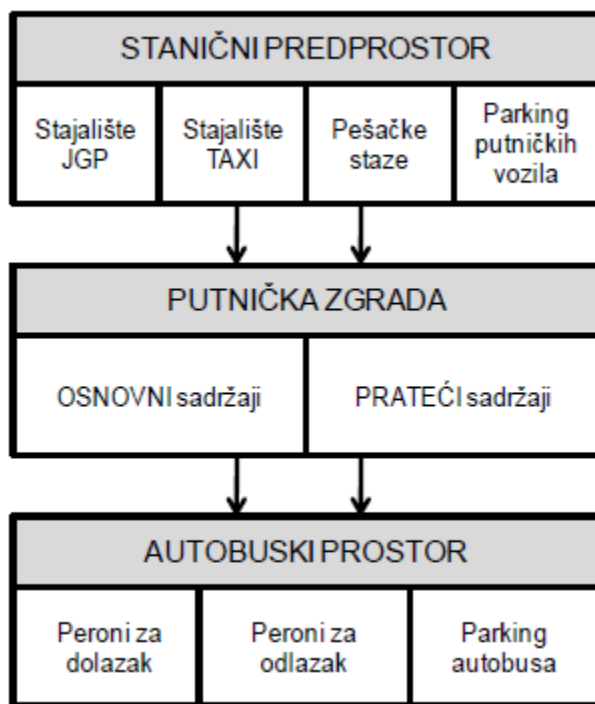 STANIČNI PREDPROSTOR
Stajalište
JGP
Stajalište
TAXI
Pešačke
staze
Parking
putničkih
vozila
PUTNIČKA ZGRADA
OSNOVNI sadržaji
PRATEĆI sadržaji
AUTOBUSKI PROSTOR
Peroni za
dolazak
Peroni za
odlazak
Parking
autobusa